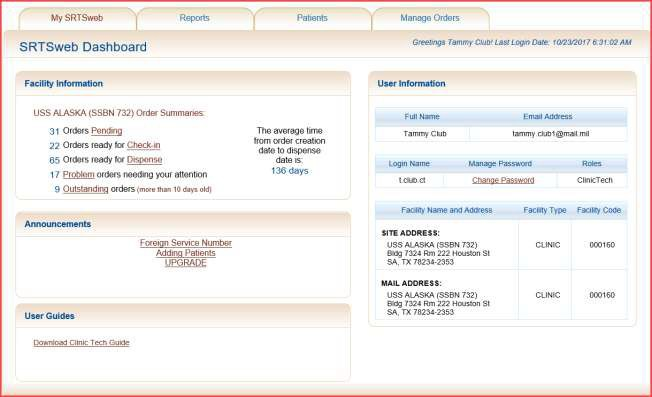 My SRTSweb
Reports
Patients
Manage Orders
SRTSweb Dashboard
Greetings Tammy Club! Last Login Date: 10/23/2017 6:31:02 AM
Facility Information
USS ALASKA (SSBN 732) Order Summaries:
31 Orders Pending
22 Orders ready for Check-in
65 Orders ready for Dispense
17 Problem orders needing your attention
9 Outstanding orders (more than 10 days old)
The average time
from order creation
date to dispense
date is:
136 days
Announcements
Foreign Service Number
Adding Patients
UPGRADE
User Guides
Download Clinic Tech Guide
User Information
Full Name Email Address
Tammy Club tammy.club1@mail.mil
Login Name Manage Password Roles
t.club.ct Change Password ClinicTech
Facility Name and Address Facility Type Facility Code
SITE ADDRESS:
USS ALASKA (SSBN 732) CLINIC 000160
Bldg 7324 Rm 222 Houston St
SA, TX 78234-2353
MAIL ADDRESS:
USS ALASKA (SSBN 732) CLINIC 000160
Bldg 7324 Rm 222 Houston St
SA, TX 78234-2353